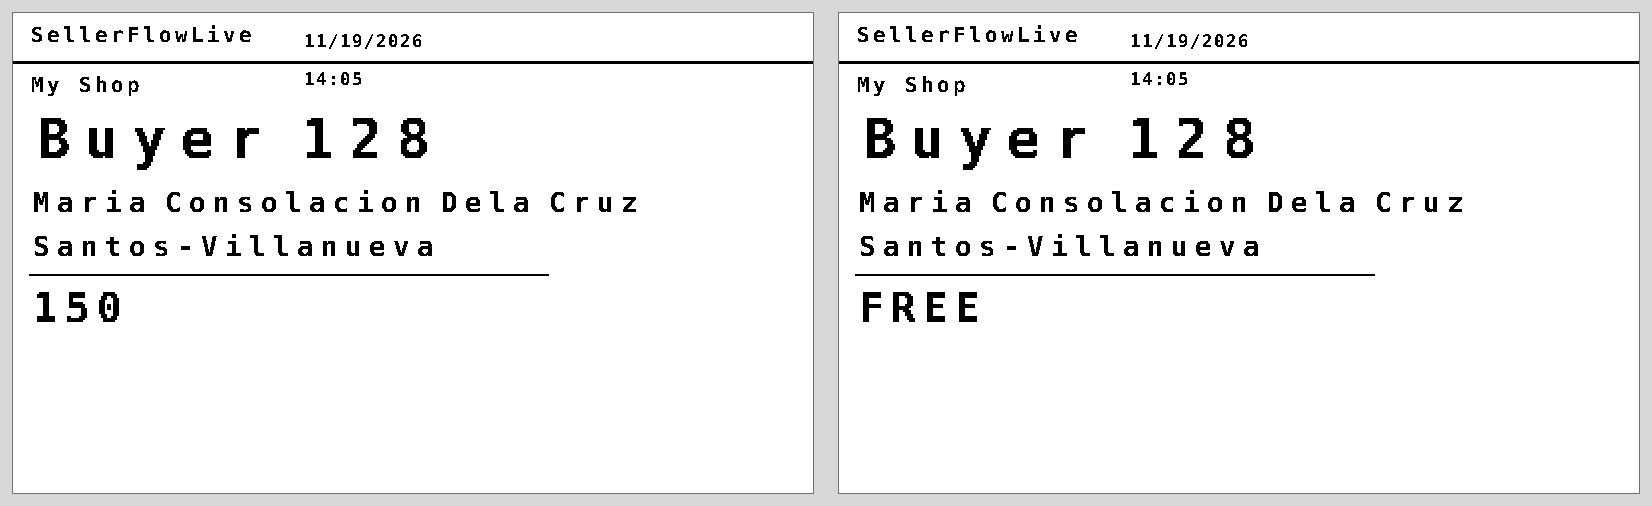 SellerFlowLive 11/19/2026
My Shop 14:05
Buyer 128
Maria Consolacion Dela Cruz
Santos-Villanueva
150
SellerFlowLive 11/19/2026
My Shop 14:05
Buyer 128
Maria Consolacion Dela Cruz
Santos-Villanueva
FREE